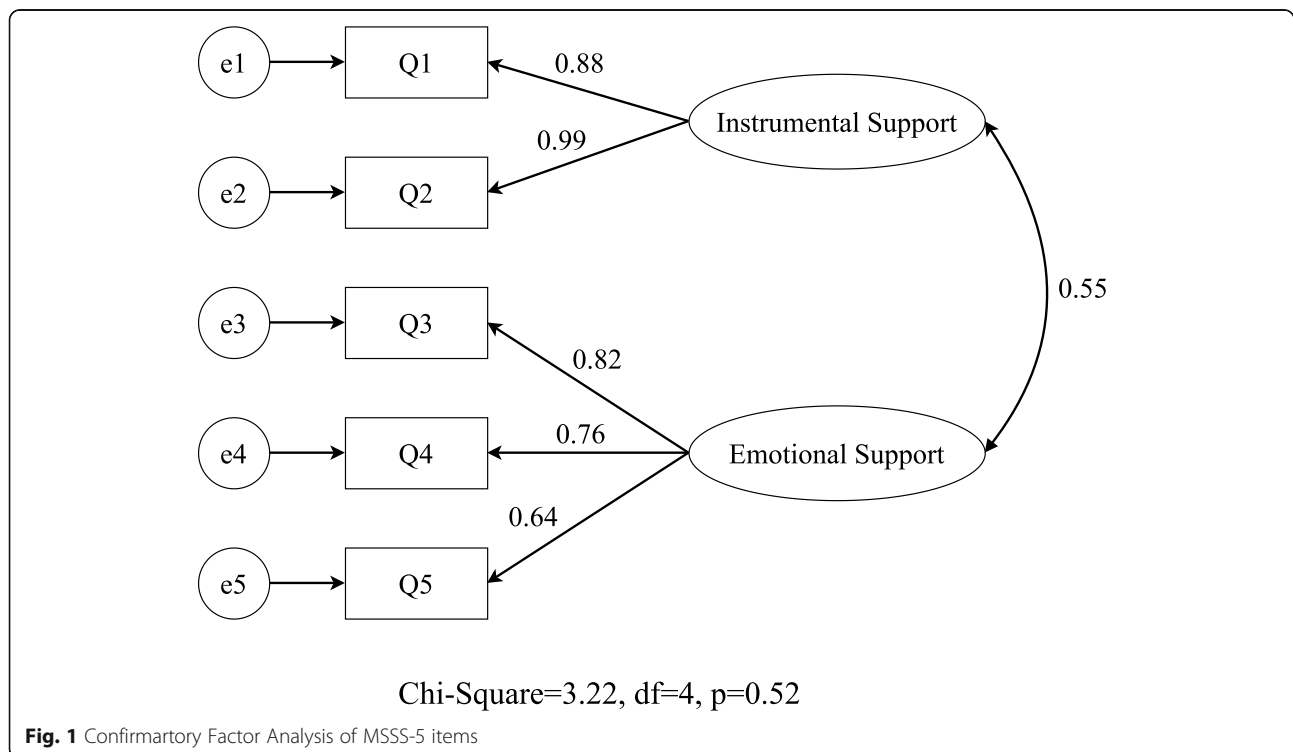 e1
Q1
0.88
Instrumental Support
0.99
e2
Q2
0.55
e3
Q3
0.82
e4
Q4
0.76
Emotional Support
0.64
e5
Q5
Chi-Square=3.22, df=4, p=0.52
Fig. 1 Confirmartory Factor Analysis of MSSS-5 items